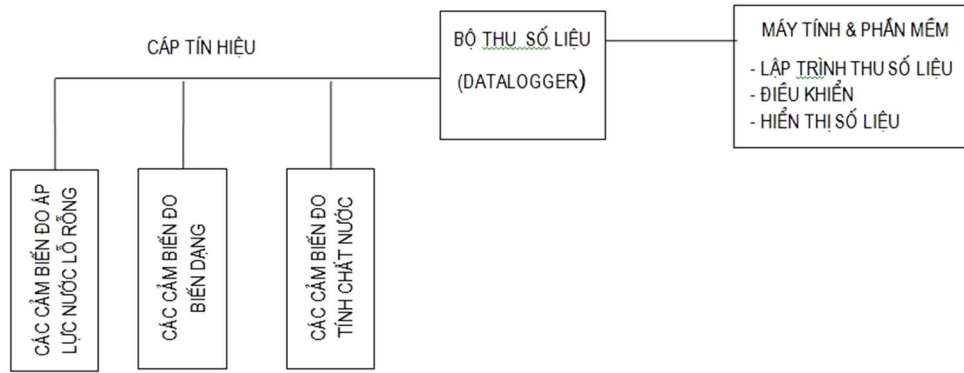 CÁP TÍN HIỆU
BỘ THU SỐ LIỆU
(DATALOGGER)
MÁY TÍNH & PHẦN MỀM
- LẬP TRÌNH THU SỐ LIỆU
- ĐIỀU KHIỂN
- HIỂN THỊ SỐ LIỆU
CÁC CẢM BIẾN ĐO ÁP
LỰC NƯỚC LỖ RỖNG
CÁC CẢM BIẾN ĐO
BIẾN DẠNG
CÁC CẢM BIẾN ĐO
TÍNH CHẤT NƯỚC